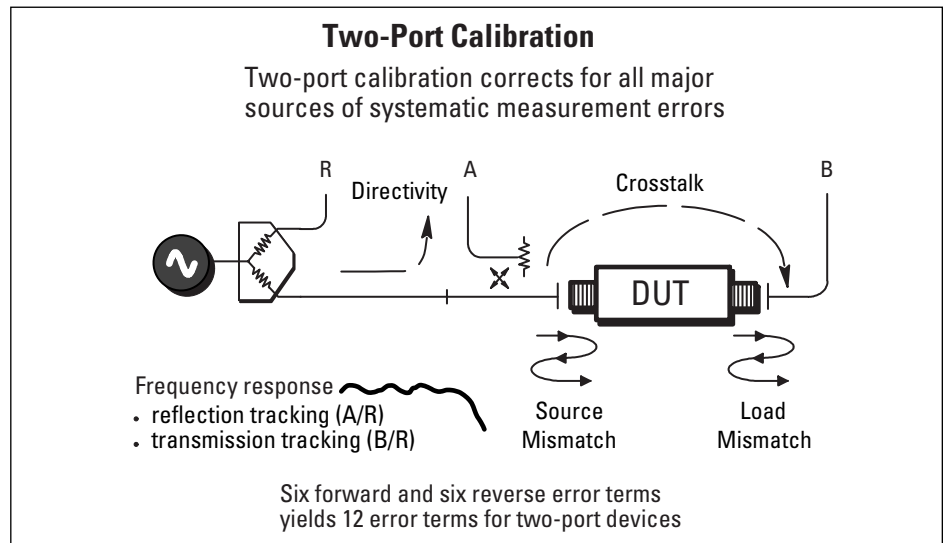 Two-Port Calibration
Two-port calibration corrects for all major
sources of systematic measurement errors
R
Directivity
A
Crosstalk
B
DUT
Frequency response
• reflection tracking (A/R)
• transmission tracking (B/R)
Source
Mismatch
Load
Mismatch
Six forward and six reverse error terms
yields 12 error terms for two-port devices